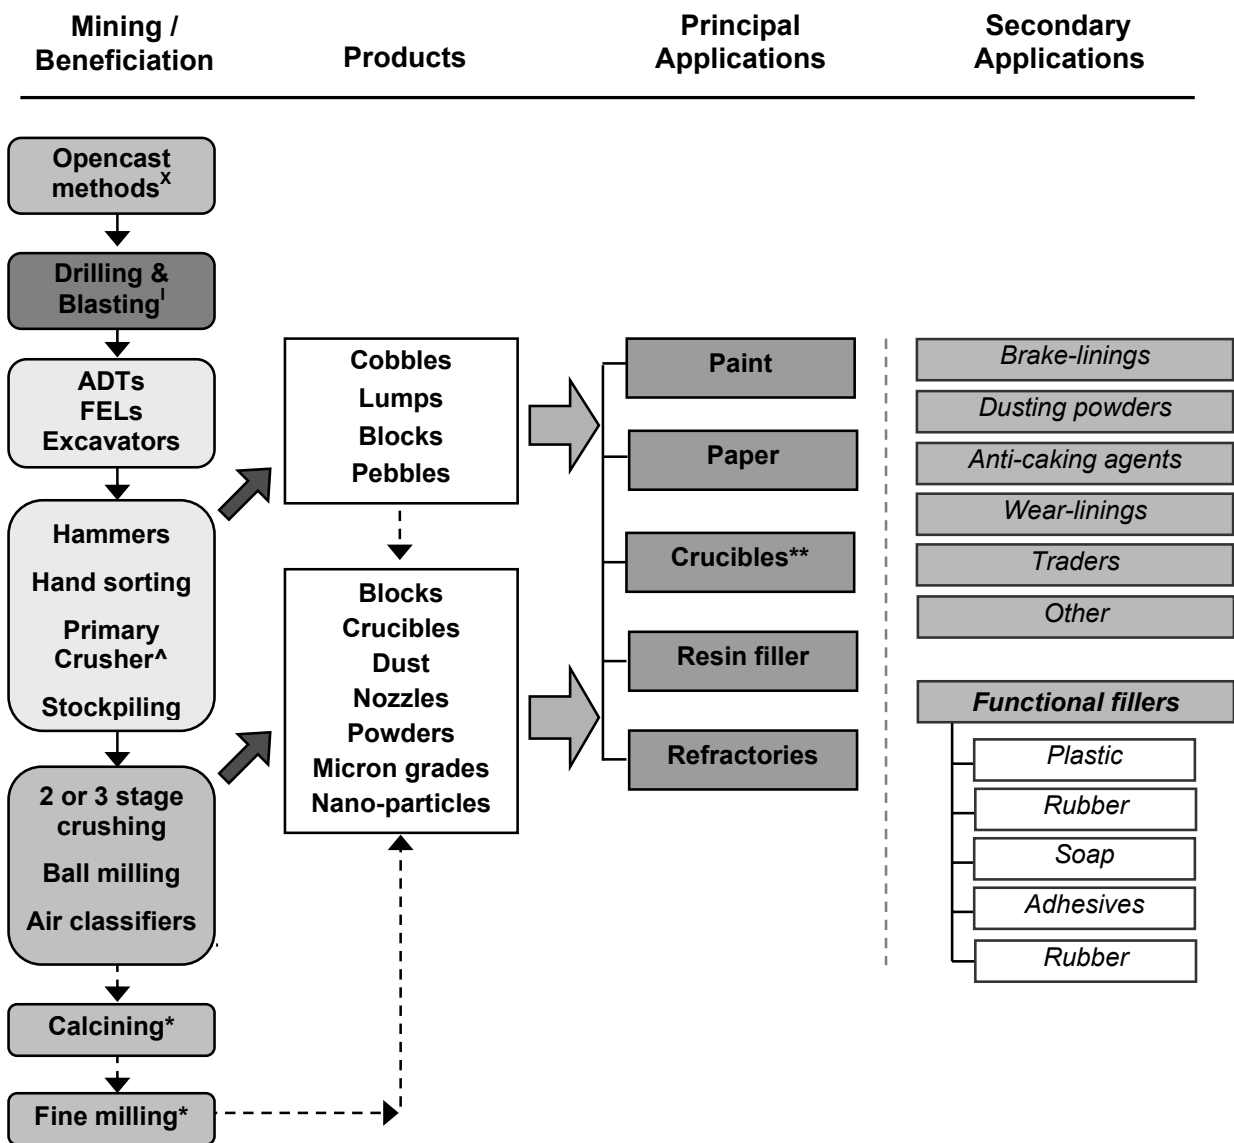 Mining /
Beneficiation
Products
Principal
Applications
Secondary
Applications
Opencast
methodsX
Drilling &
BlastingI
ADTs
FELs
Excavators
Hammers
Hand sorting
Primary
Crusher^
Stockpiling
2 or 3 stage
crushing
Ball milling
Air classifiers
Calcining*
Fine milling*
Cobbles
Lumps
Blocks
Pebbles
Blocks
Crucibles
Dust
Nozzles
Powders
Micron grades
Nano-particles
Paint
Paper
Crucibles**
Resin filler
Refractories
Brake-linings
Dusting powders
Anti-caking agents
Wear-linings
Traders
Other
Functional fillers
Plastic
Rubber
Soap
Adhesives
Rubber